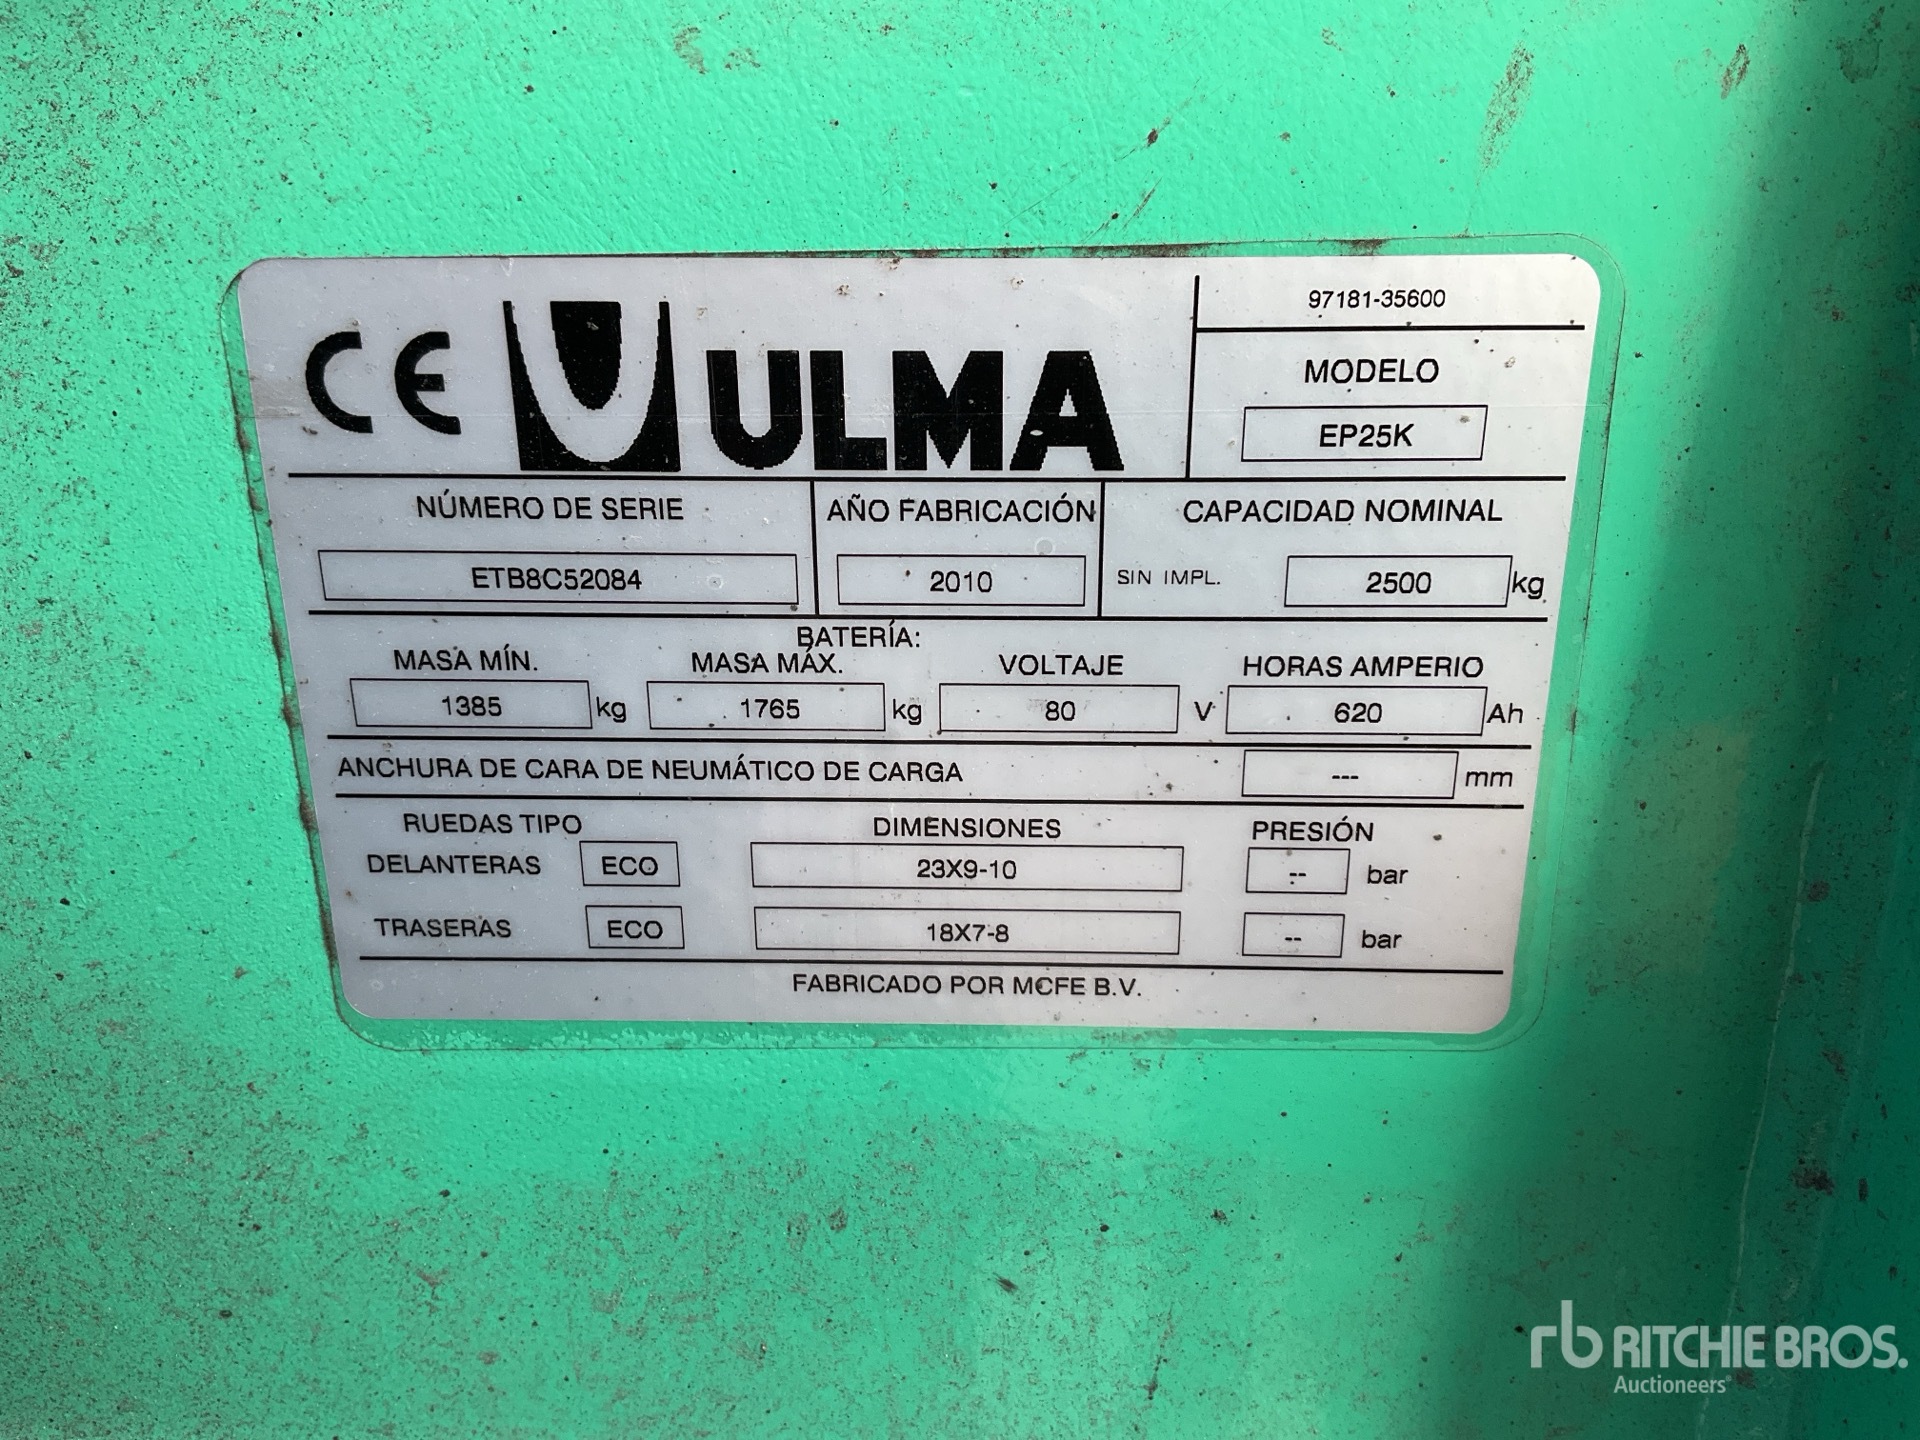 97181-35600
CE ULMA
MODELO
EP25K
NÚMERO DE SERIE AÑO FABRICACIÓN CAPACIDAD NOMINAL
ETB8C52084 2010 SIN IMPL. 2500 kg
BATERÍA:
MASA MÍN. MASA MÁX. VOLTAJE HORAS AMPERIO
1385 kg 1765 kg 80 V 620 Ah
ANCHURA DE CARA DE NEUMÁTICO DE CARGA --- mm
RUEDAS TIPO DIMENSIONES PRESIÓN
DELANTERAS ECO 23X9-10 -- bar
TRASERAS ECO 18X7-8 -- bar
FABRICADO POR MCFE B.V.
rb RITCHIE BROS.
Auctioneers